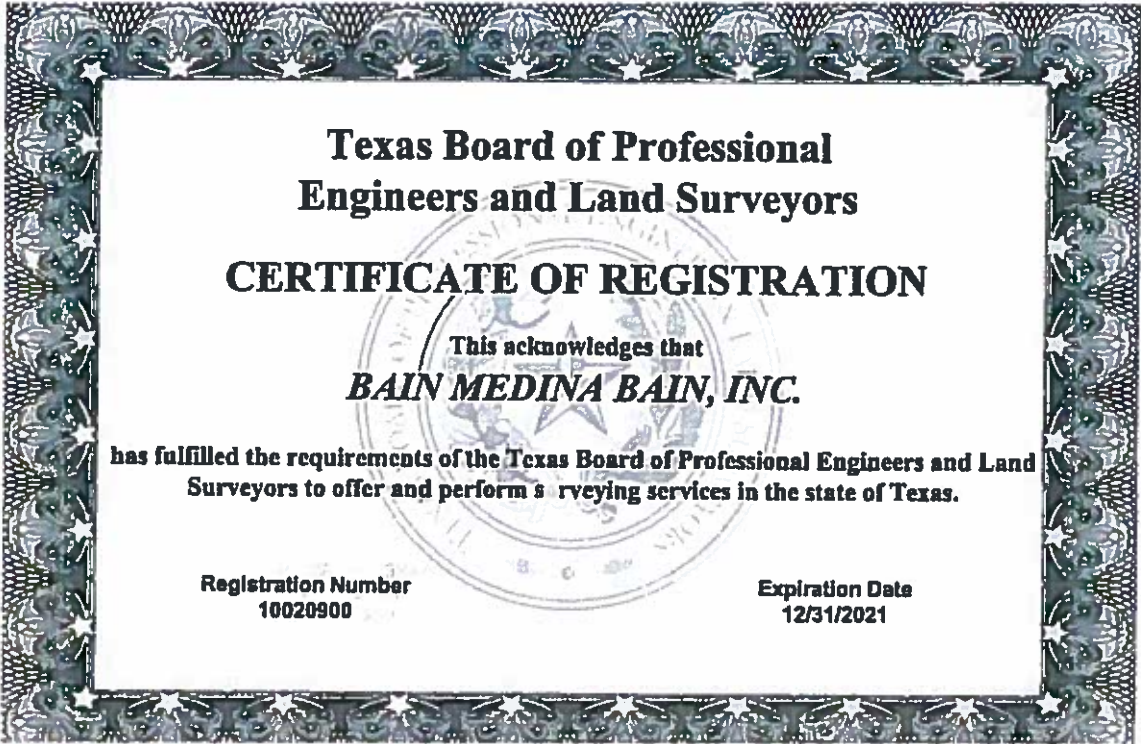 Texas Board of Professional
Engineers and Land Surveyors
CERTIFICATE OF REGISTRATION
This acknowledges that
BAIN MEDINA BAIN, INC.
has fulfilled the requirements of the Texas Board of Professional Engineers and Land
Surveyors to offer and perform s rveying services in the state of Texas.
Registration Number
10020900
Expiration Date
12/31/2021